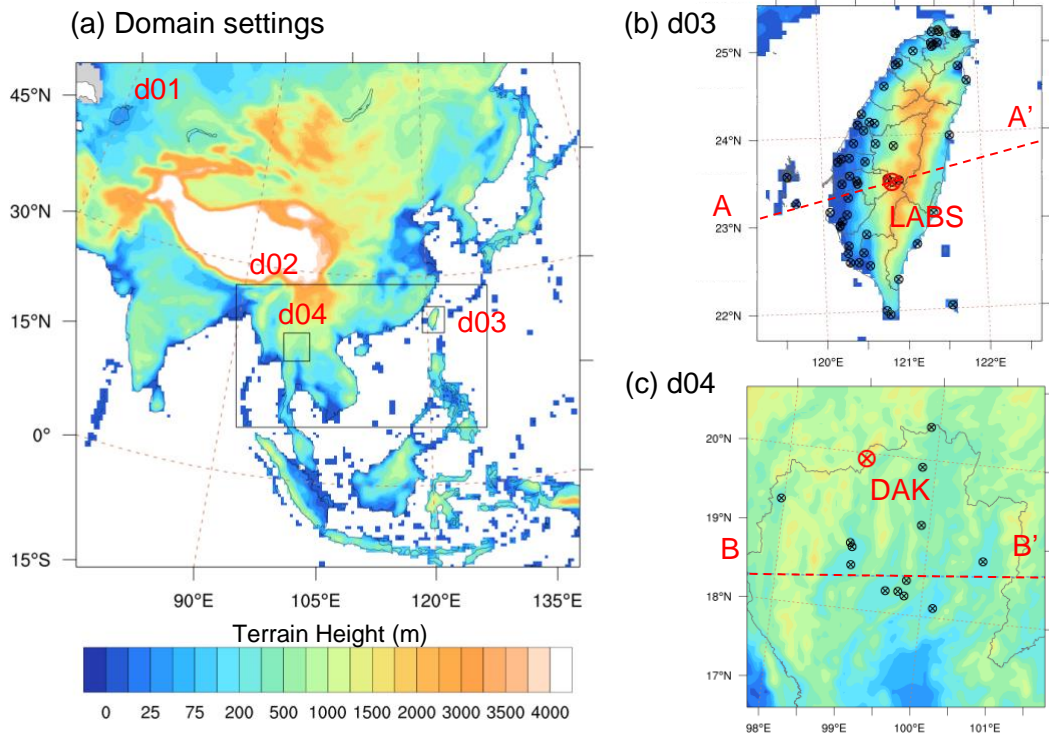 (a) Domain settings
d01
d02
d04
d03
45°N
30°N
15°N
0°
15°S
90°E 105°E 120°E 135°E
Terrain Height (m)
0 25 75 200 500 1000 1500 2000 3000 3500 4000
(b) d03
25°N
24°N
23°N
22°N
A
A’
LABS
120°E 121°E 122°E
(c) d04
20°N
19°N
18°N
17°N
DAK
B
B’
98°E 99°E 100°E 101°E